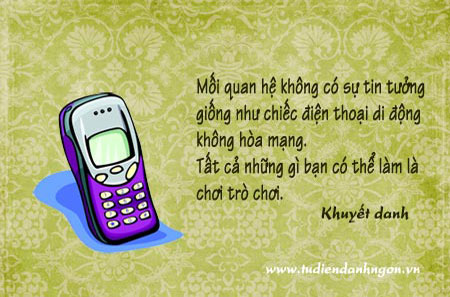 Mối quan hệ không có sự tin tưởng
giống như chiếc điện thoại di động
không hòa mạng.
Tất cả những gì bạn có thể làm là
chơi trò chơi.
Khuyết danh
www.tudiendanhngon.vn